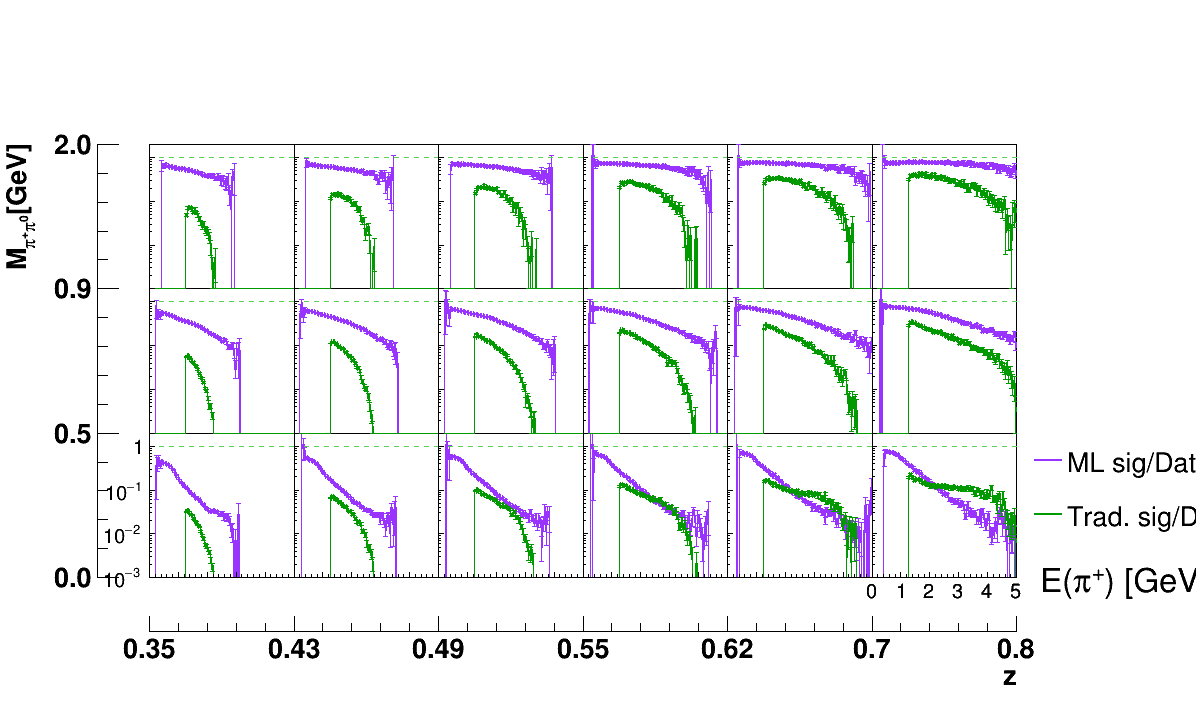 2.0
M_{π⁺π⁰}[GeV]
0.9
0.5
1
10⁻¹
10⁻²
0.0
10⁻³
ML sig/Dat
Trad. sig/D
0 1 2 3 4 5
E(π⁺) [GeV
0.35 0.43 0.49 0.55 0.62 0.7 0.8
z